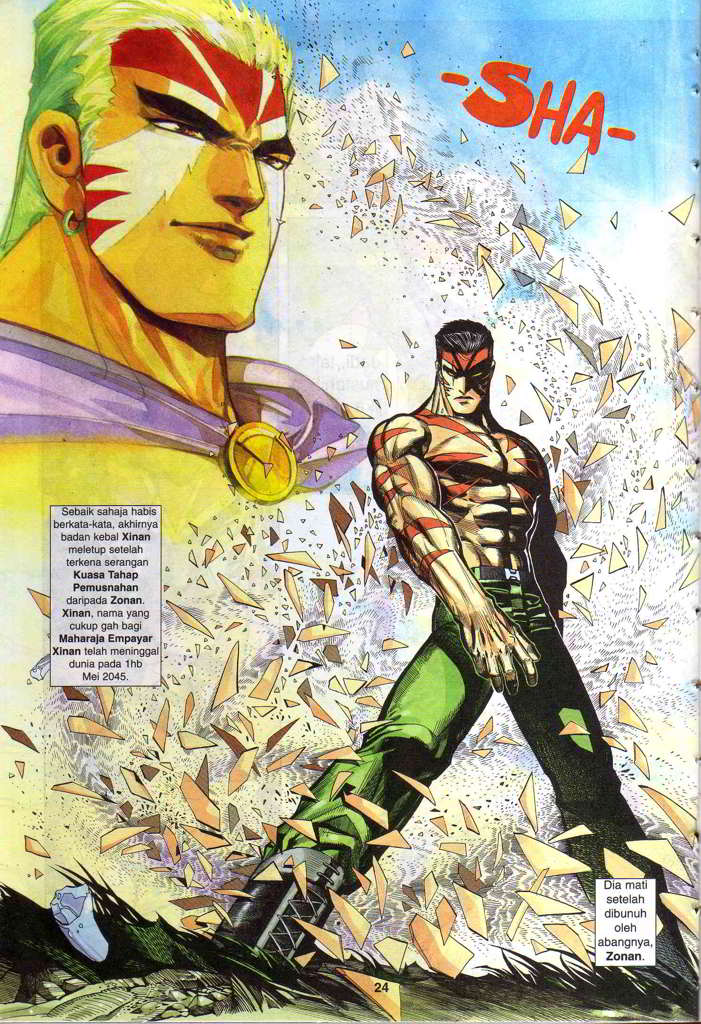 -SHA-
Sebaik sahaja habis
berkata-kata, akhirnya
badan kebal Xinan
meletup setelah
terkena serangan
Kuasa Tahap
Pemusnahan
daripada Zonan.
Xinan, nama yang
cukup gah bagi
Maharaja Empayar
Xinan telah meninggal
dunia pada 1hb
Mei 2045.
Dia mati
setelah
dibunuh
oleh
abangnya,
Zonan.
24